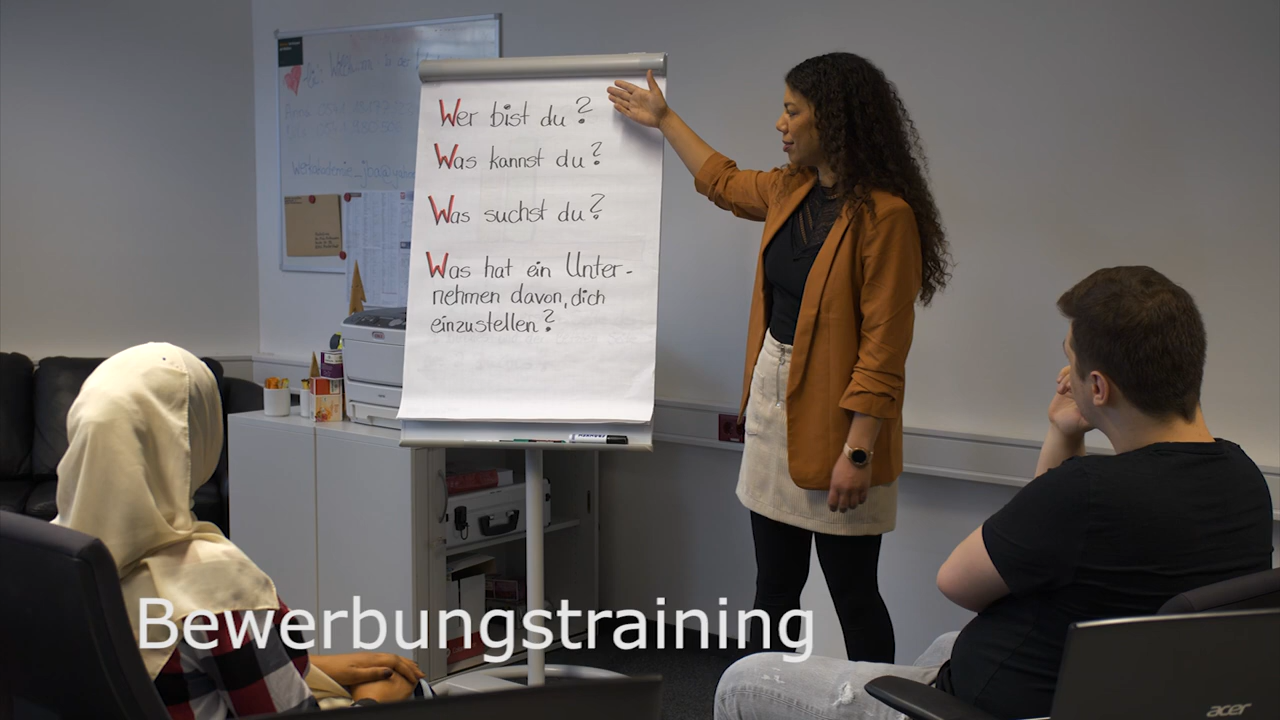 Wer bist du?
Was kannst du?
Was suchst du?
Was hat ein Unter-
nehmen davon, dich
einzustellen?
Bewerbungstraining
acer